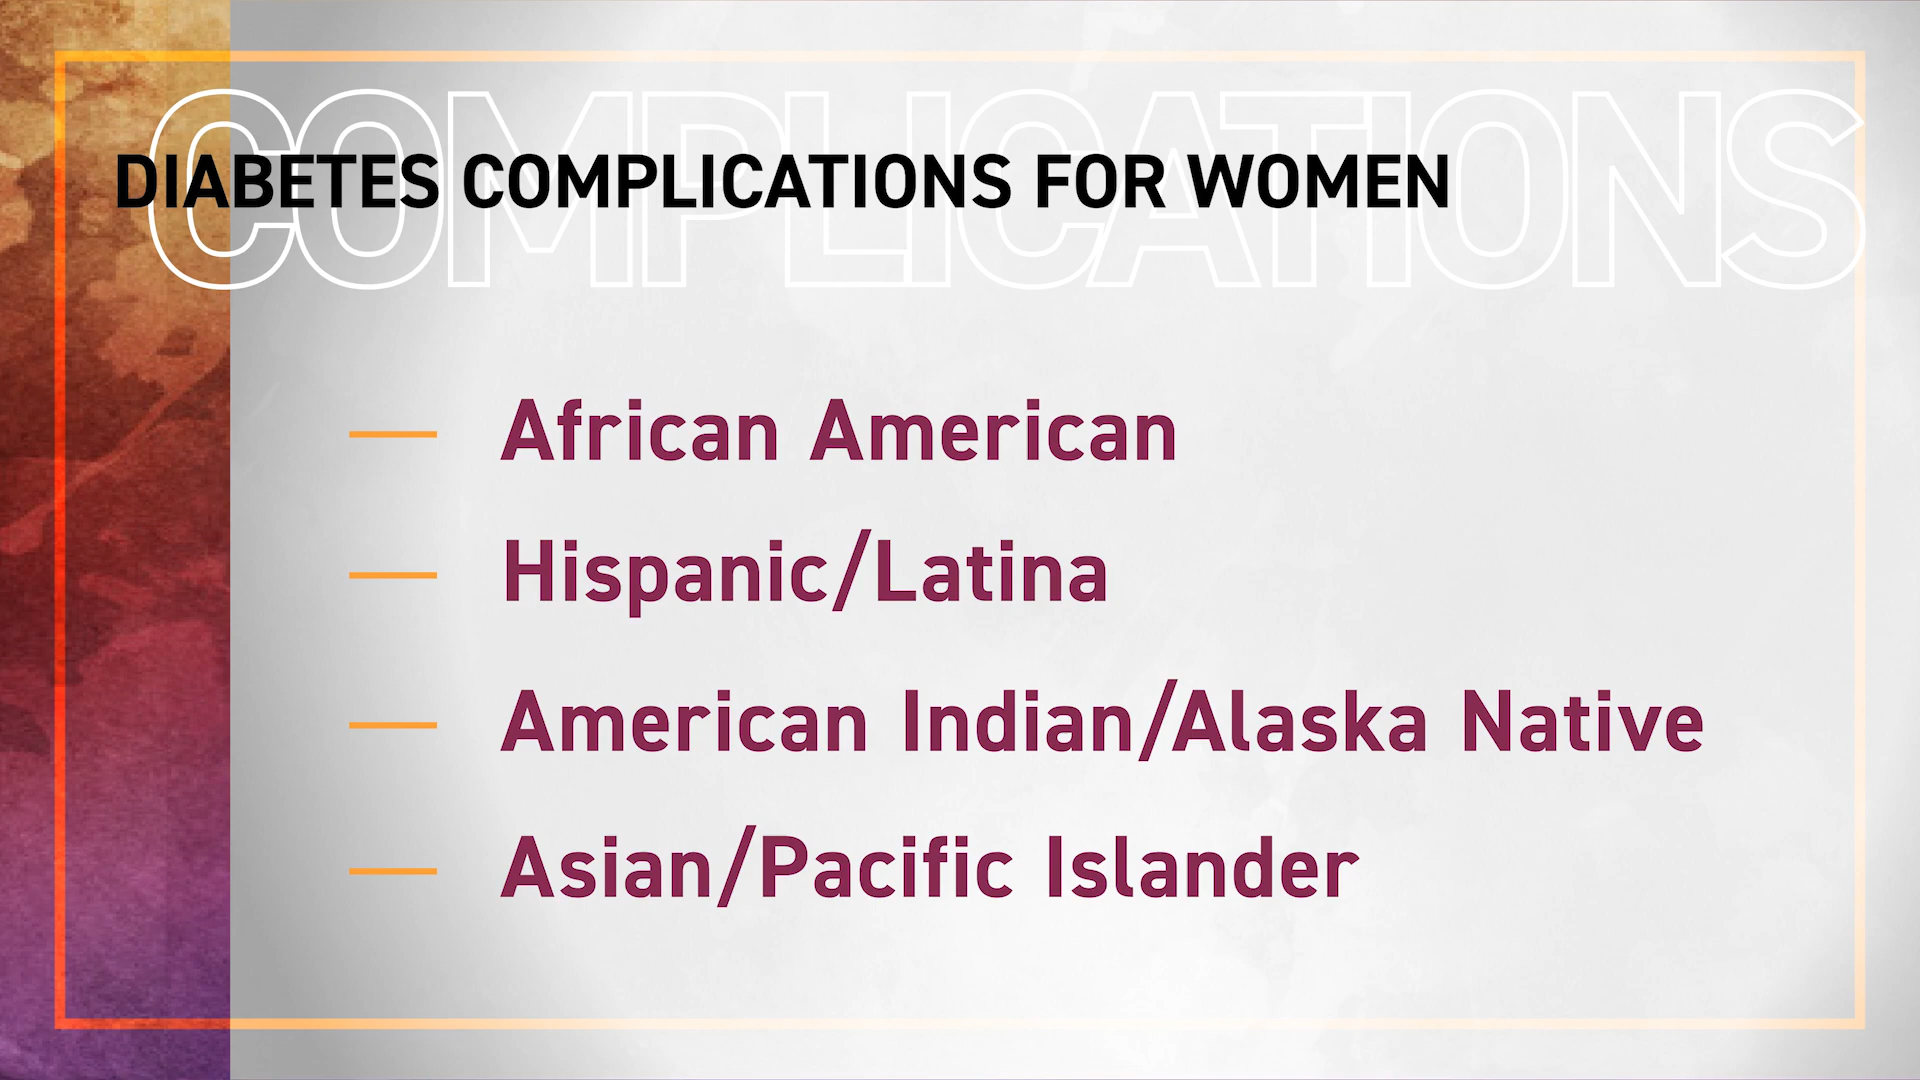 COMPLICATIONS
DIABETES COMPLICATIONS FOR WOMEN
African American
Hispanic/Latina
American Indian/Alaska Native
Asian/Pacific Islander